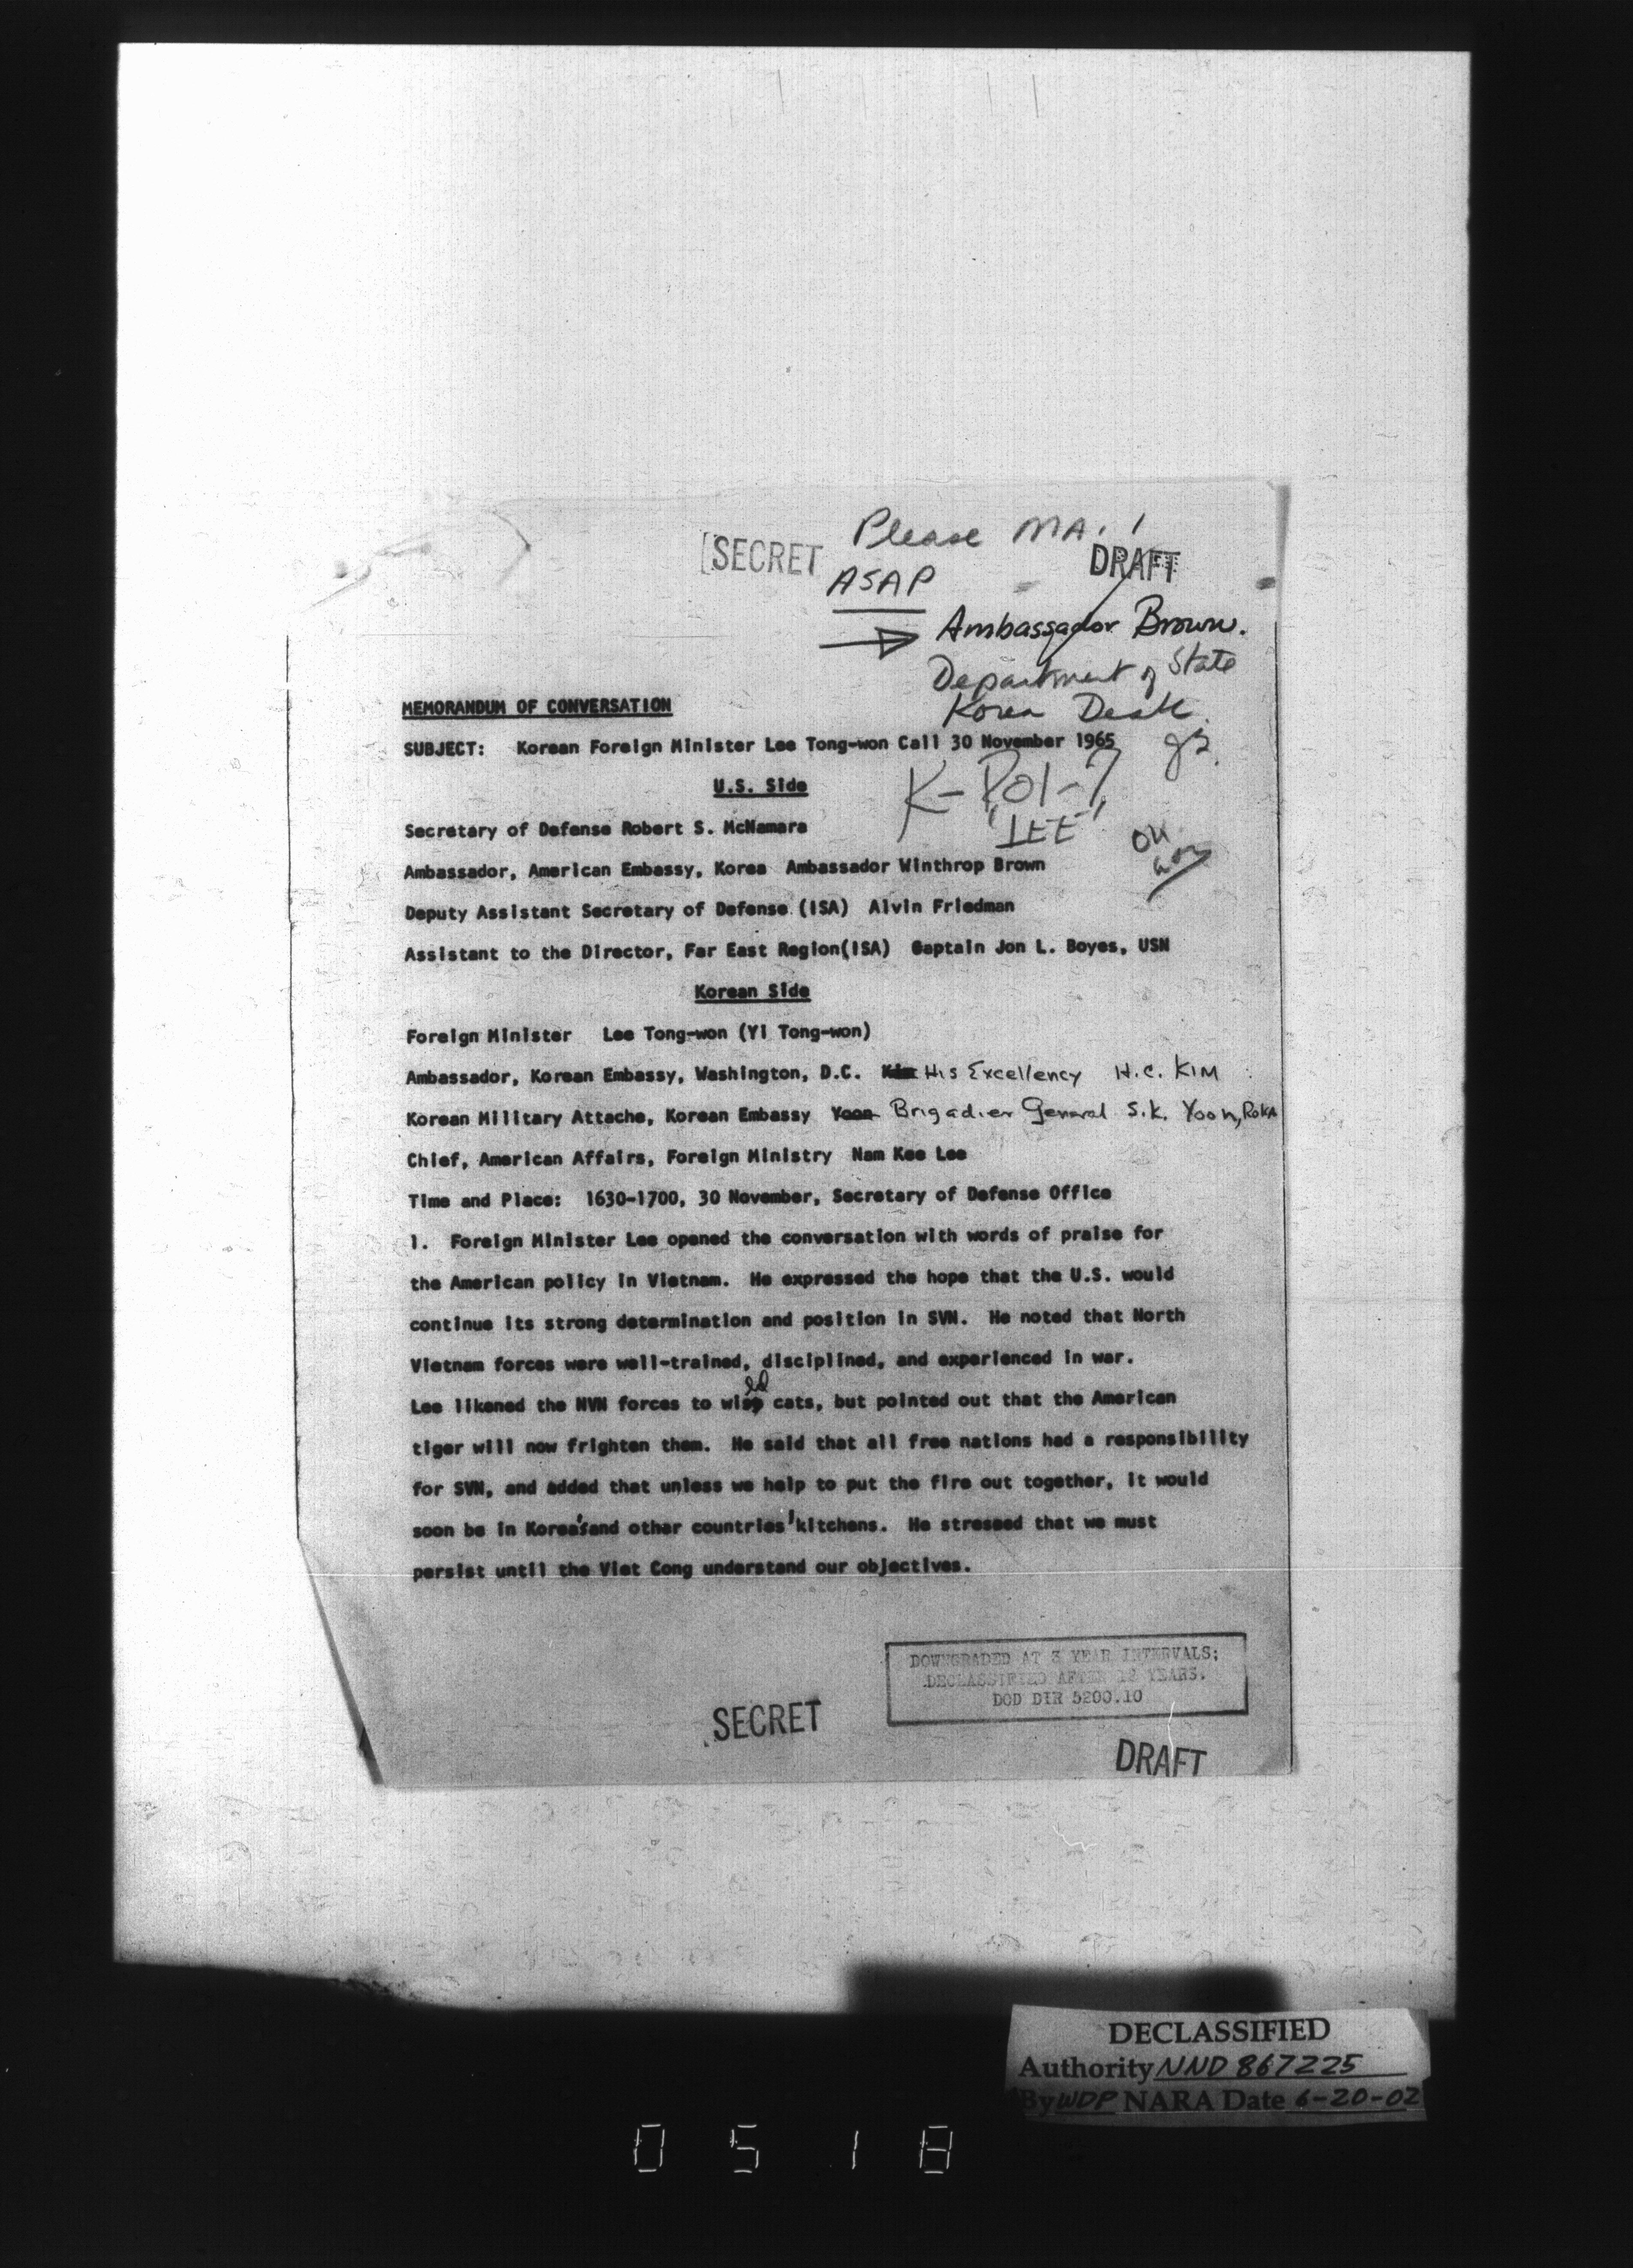 SECRET
Please MAIL
DRAFT
ASAP
Ambassador Brown.
Department of State
Korea Desk
MEMORANDUM OF CONVERSATION
SUBJECT: Korean Foreign Minister Lee Tong-won Call 30 November 1965
K-Pol-7
"LEE"
U.S. Side
Secretary of Defense Robert S. McNamara
Ambassador, American Embassy, Korea Ambassador Winthrop Brown
Deputy Assistant Secretary of Defense (ISA) Alvin Friedman
Assistant to the Director, Far East Region(ISA) Captain Jon L. Boyes, USN
Korean Side
Foreign Minister Lee Tong-won (Yi Tong-won)
Ambassador, Korean Embassy, Washington, D.C. Kim His Excellency H.C. KIM
Korean Military Attache, Korean Embassy Yoon Brigadier General S.K. Yoon, ROKA
Chief, American Affairs, Foreign Ministry Nam Kee Lee
Time and Place: 1630-1700, 30 November, Secretary of Defense Office
1. Foreign Minister Lee opened the conversation with words of praise for
the American policy in Vietnam. He expressed the hope that the U.S. would
continue its strong determination and position in SVN. He noted that North
Vietnam forces were well-trained, disciplined, and experienced in war.
Lee likened the NVN forces to wild cats, but pointed out that the American
tiger will now frighten them. He said that all free nations had a responsibility
for SVN, and added that unless we help to put the fire out together, it would
soon be in Korea's and other countries' kitchens. He stressed that we must
persist until the Viet Cong understand our objectives.
DOWNGRADED AT 3 YEAR INTERVALS;
DECLASSIFIED AFTER 12 YEARS.
DOD DIR 5200.10
SECRET
DRAFT
DECLASSIFIED
Authority NND 867225
By WDP NARA Date 6-20-02
0518